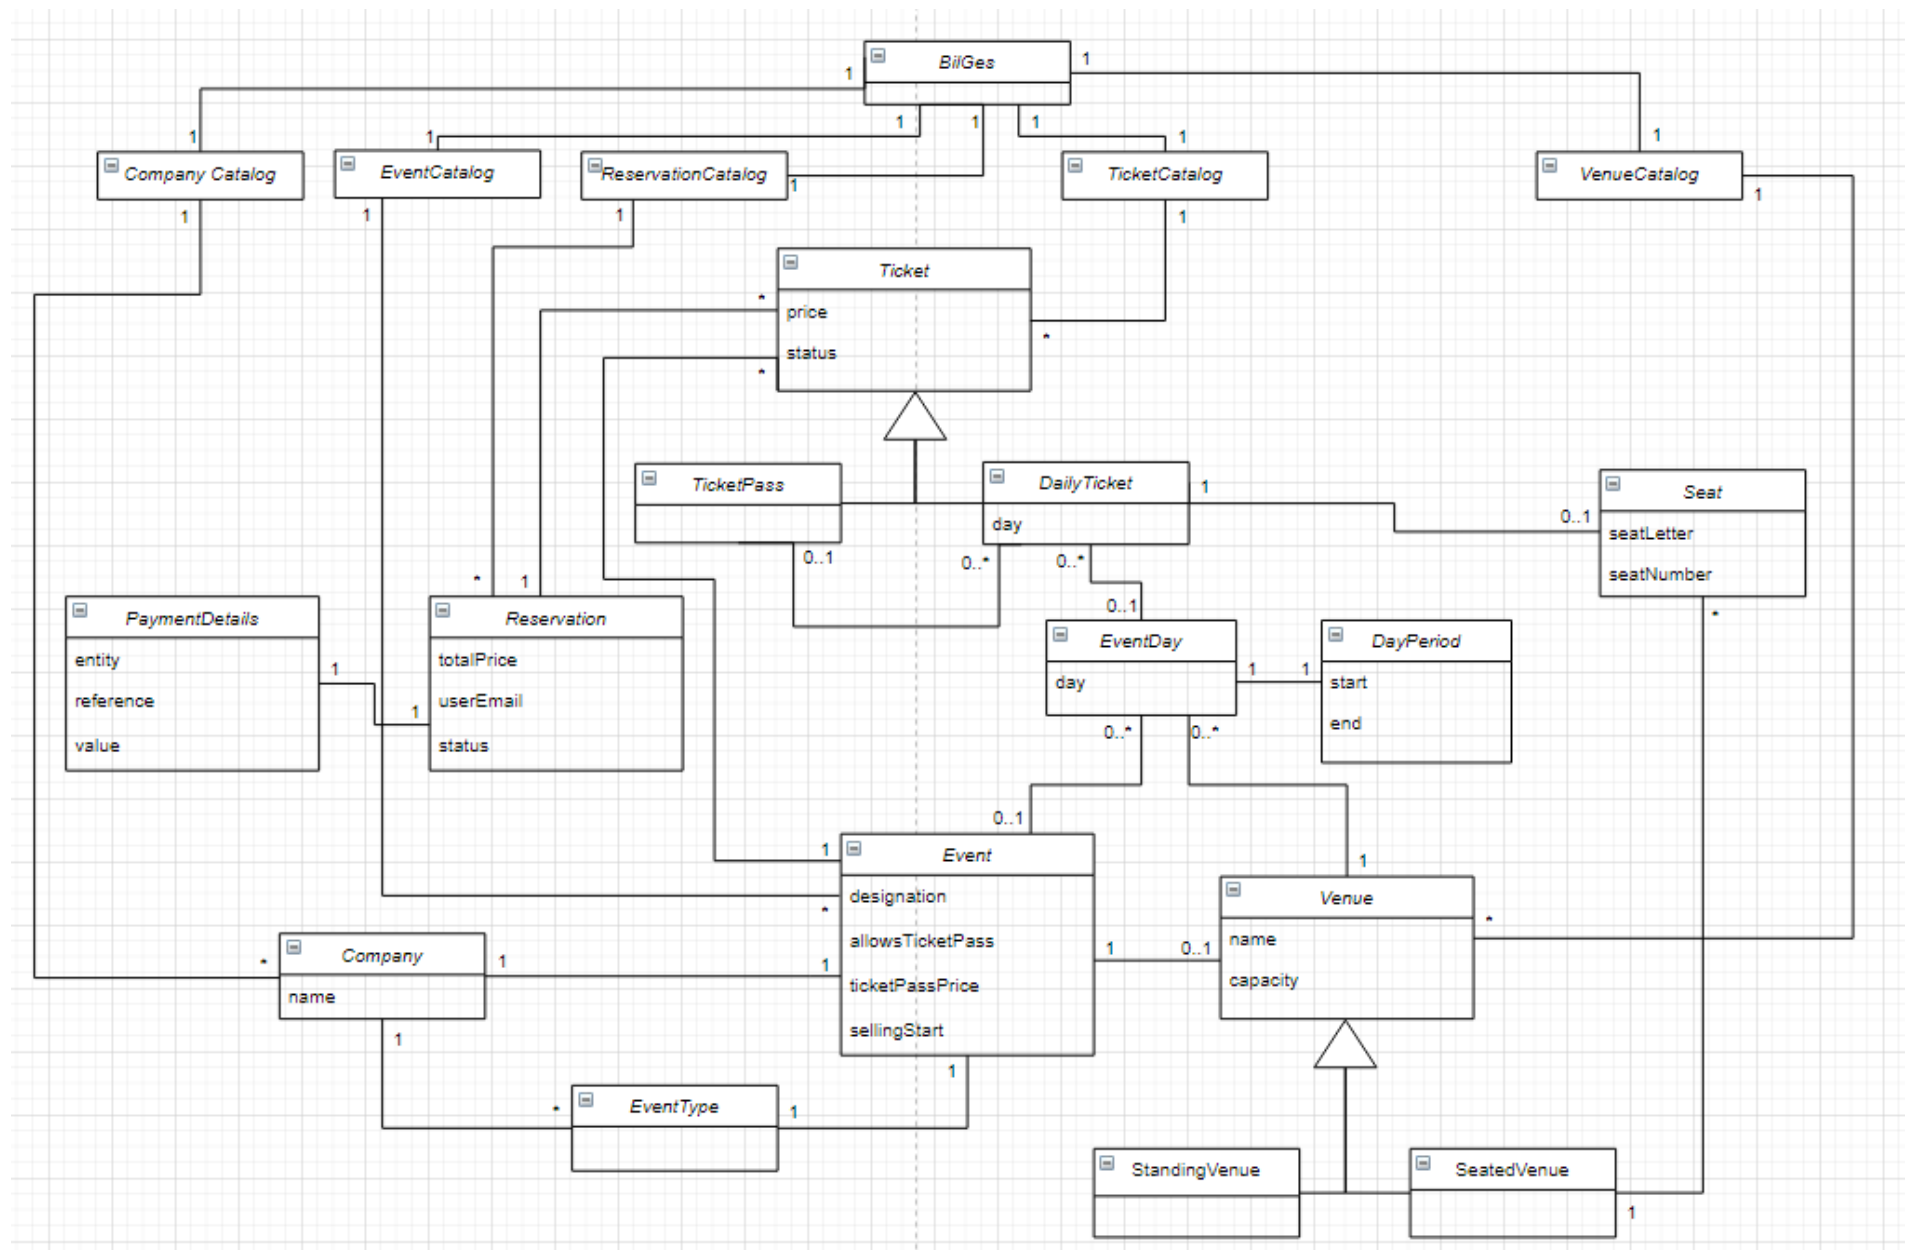 BilGes
1
1
1
1
1
1
1
1
1
1
Company Catalog
EventCatalog
ReservationCatalog
TicketCatalog
VenueCatalog
1
1
1
1
1
Ticket
price
status
*
*
*
TicketPass
DailyTicket
day
1
0..1
Seat
seatLetter
seatNumber
0..1
0..*
0..*
0..1
*
*
1
PaymentDetails
entity
reference
value
1
1
Reservation
totalPrice
userEmail
status
EventDay
day
1
1
DayPeriod
start
end
0..*
0..*
0..1
1
1
*
Event
designation
allowsTicketPass
ticketPassPrice
sellingStart
1
0..1
Venue
name
capacity
*
*
Company
name
1
1
1
*
EventType
1
1
StandingVenue
SeatedVenue
1